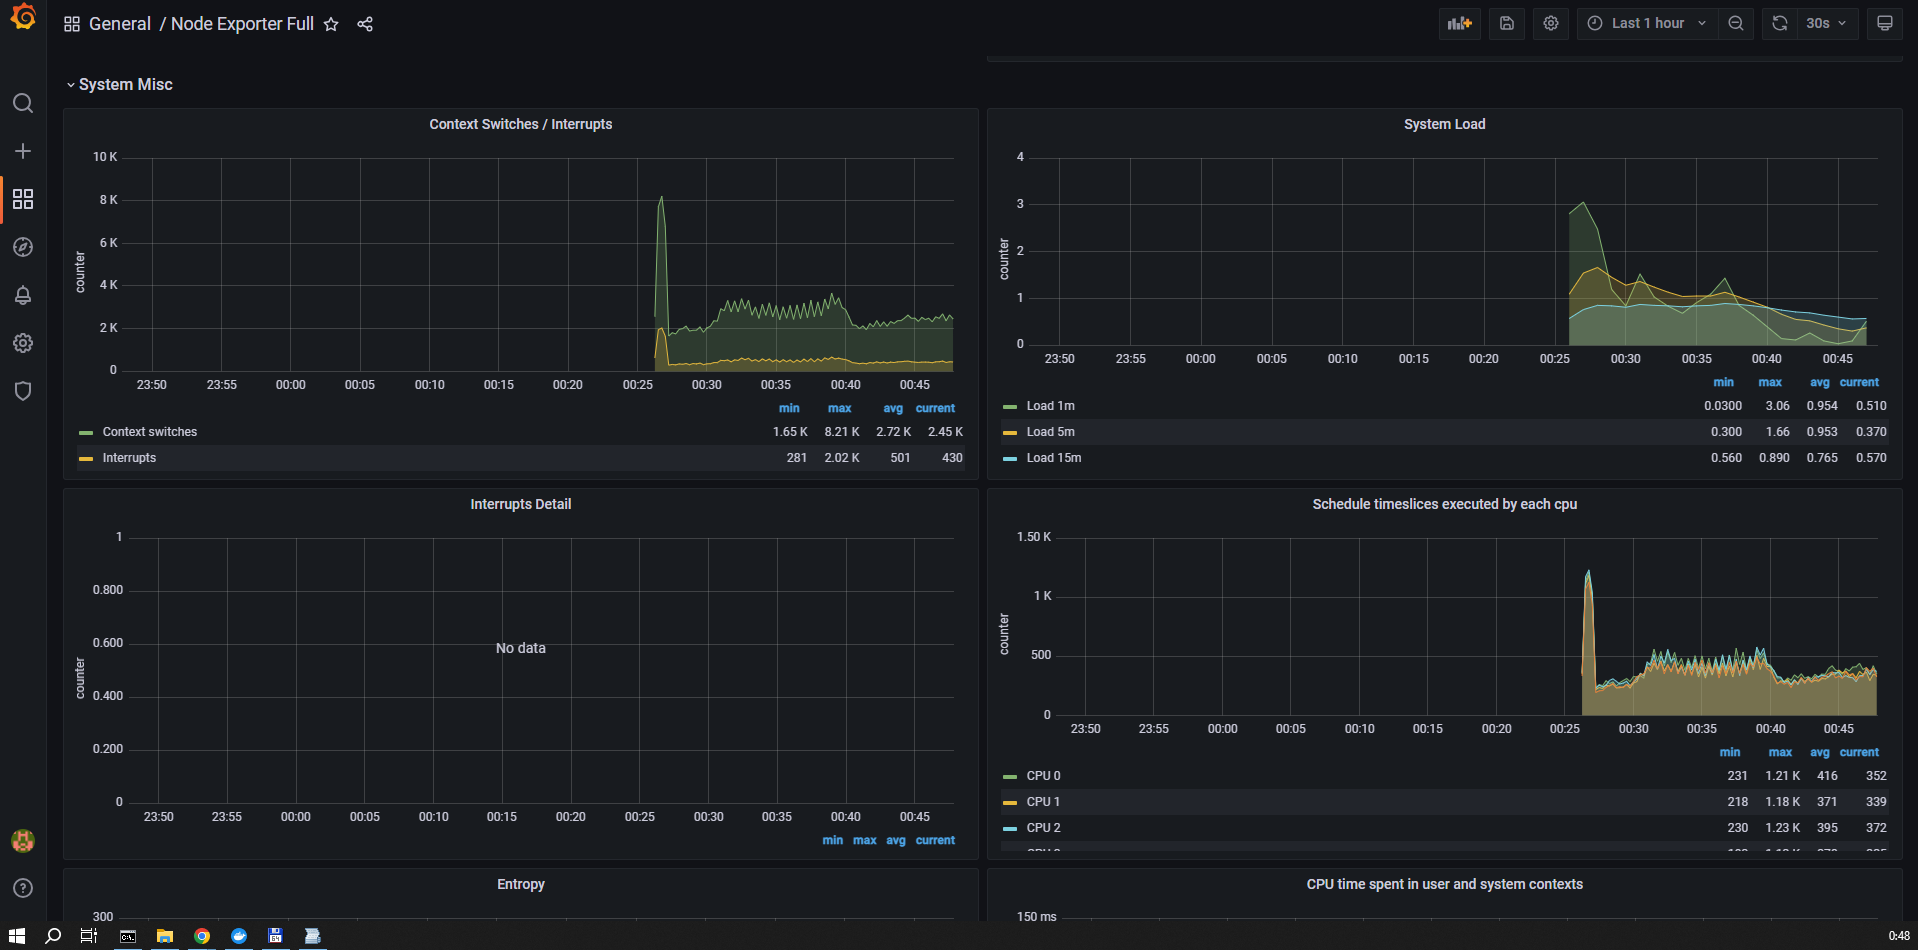 General / Node Exporter Full
Last 1 hour
30s
System Misc
Context Switches / Interrupts
counter
10 K
8 K
6 K
4 K
2 K
0
23:50 23:55 00:00 00:05 00:10 00:15 00:20 00:25 00:30 00:35 00:40 00:45
min max avg current
Context switches 1.65 K 8.21 K 2.72 K 2.45 K
Interrupts 281 2.02 K 501 430
System Load
counter
4
3
2
1
0
23:50 23:55 00:00 00:05 00:10 00:15 00:20 00:25 00:30 00:35 00:40 00:45
min max avg current
Load 1m 0.0300 3.06 0.954 0.510
Load 5m 0.300 1.66 0.953 0.370
Load 15m 0.560 0.890 0.765 0.570
Interrupts Detail
counter
1
0.800
0.600
0.400
0.200
0
No data
23:50 23:55 00:00 00:05 00:10 00:15 00:20 00:25 00:30 00:35 00:40 00:45
min max avg current
Schedule timeslices executed by each cpu
counter
1.50 K
1 K
500
0
23:50 23:55 00:00 00:05 00:10 00:15 00:20 00:25 00:30 00:35 00:40 00:45
min max avg current
CPU 0 231 1.21 K 416 352
CPU 1 218 1.18 K 371 339
CPU 2 230 1.23 K 395 372
Entropy
300
CPU time spent in user and system contexts
150 ms
C:\.
64
0:48